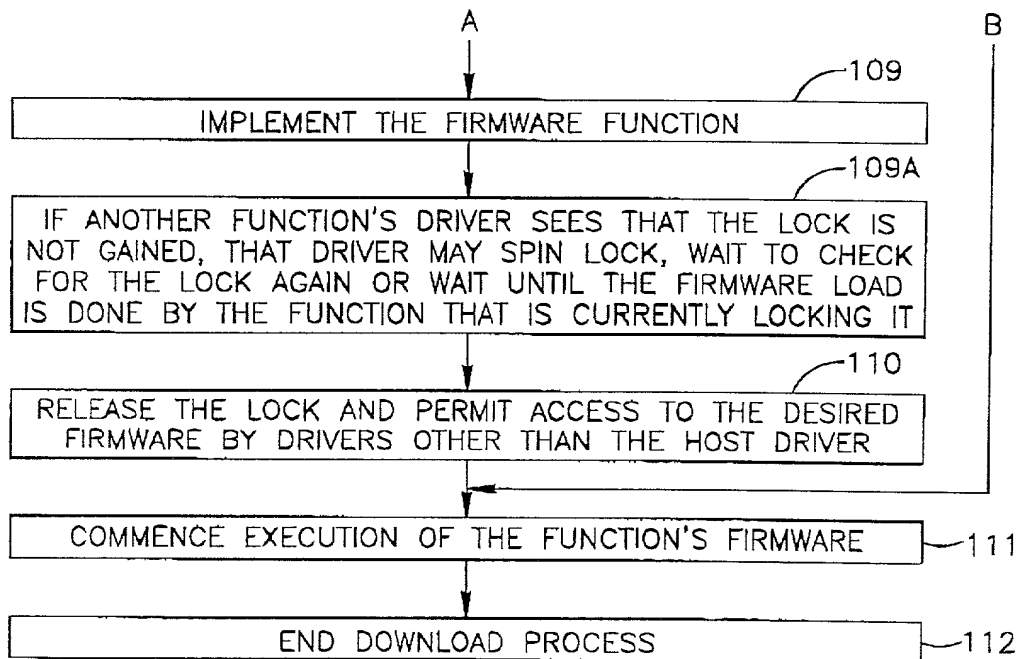 A
B
109
IMPLEMENT THE FIRMWARE FUNCTION
109A
IF ANOTHER FUNCTION'S DRIVER SEES THAT THE LOCK IS
NOT GAINED, THAT DRIVER MAY SPIN LOCK, WAIT TO CHECK
FOR THE LOCK AGAIN OR WAIT UNTIL THE FIRMWARE LOAD
IS DONE BY THE FUNCTION THAT IS CURRENTLY LOCKING IT
110
RELEASE THE LOCK AND PERMIT ACCESS TO THE DESIRED
FIRMWARE BY DRIVERS OTHER THAN THE HOST DRIVER
COMMENCE EXECUTION OF THE FUNCTION'S FIRMWARE
111
END DOWNLOAD PROCESS
112